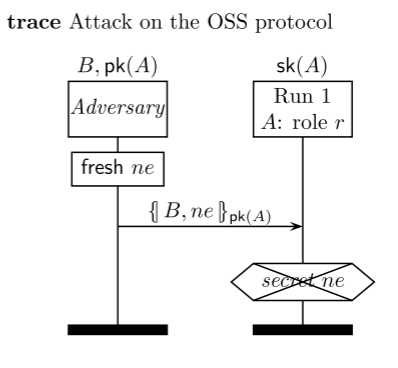 trace Attack on the OSS protocol
B, pk(A)
sk(A)
Adversary
Run 1
A: role r
fresh ne
{| B, ne |}pk(A)
secret ne